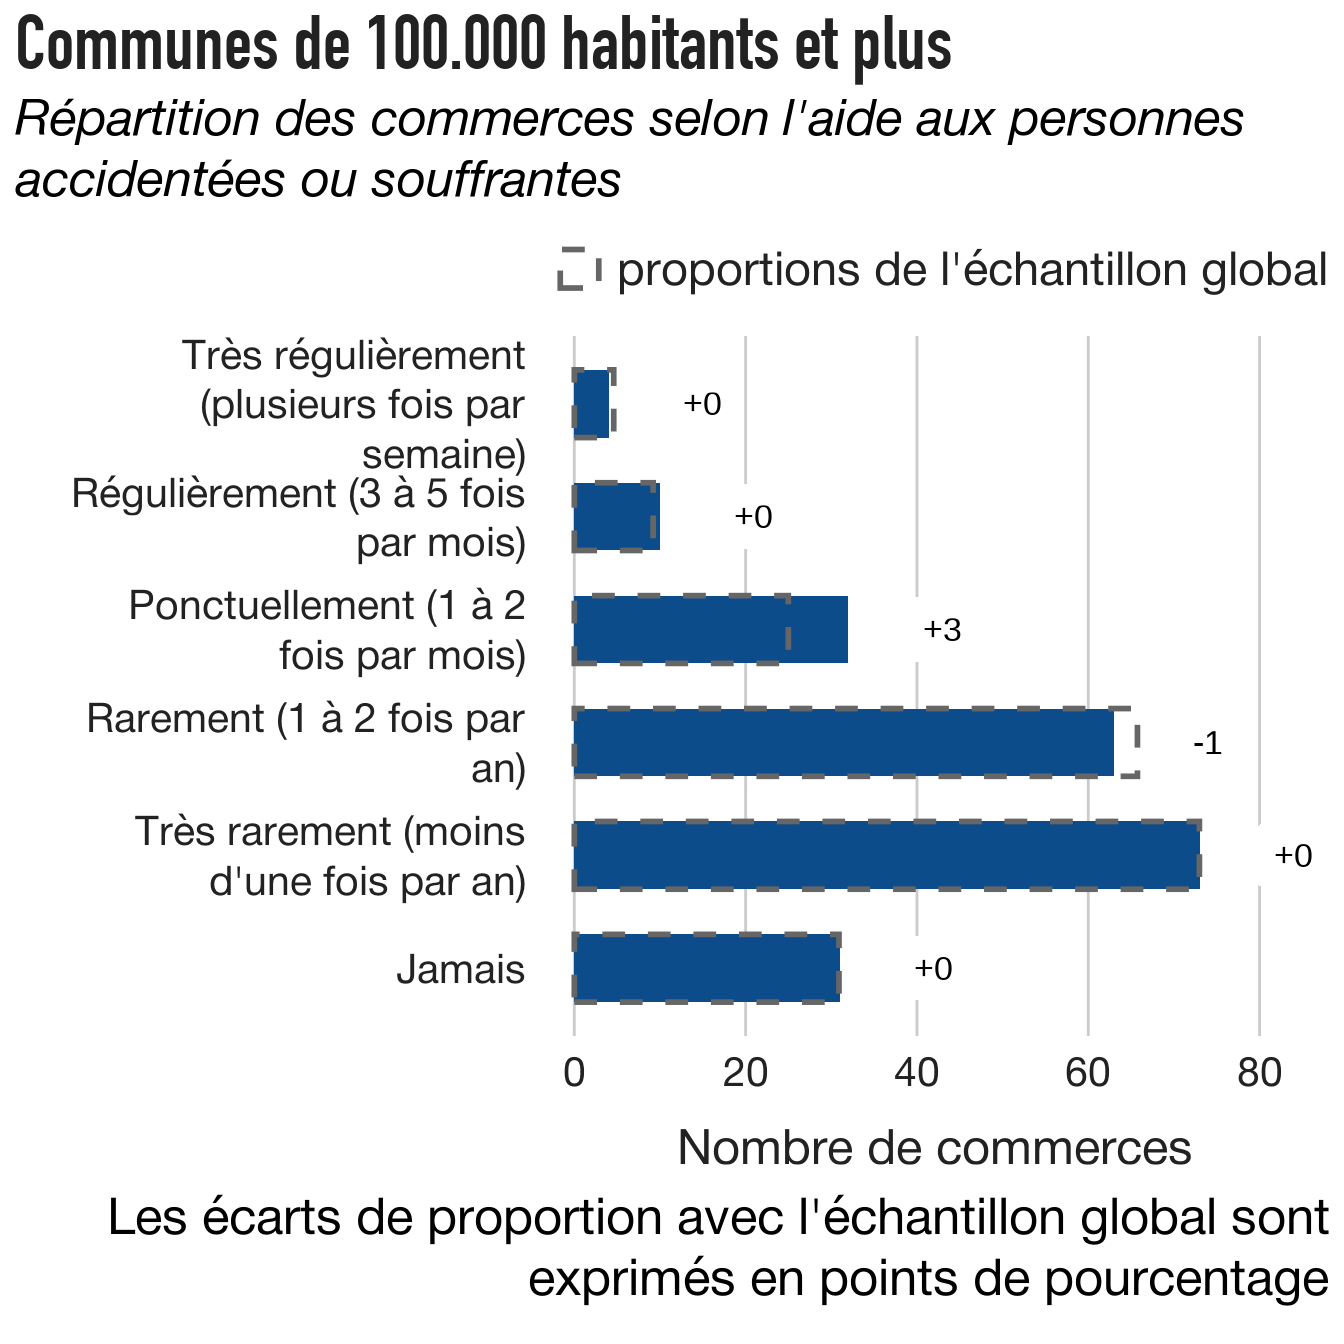 Communes de 100.000 habitants et plus
Répartition des commerces selon l'aide aux personnes
accidentées ou souffrantes
proportions de l'échantillon global
Très régulièrement
(plusieurs fois par
semaine)
+0
Régulièrement (3 à 5 fois
par mois)
+0
Ponctuellement (1 à 2
fois par mois)
+3
Rarement (1 à 2 fois par
an)
-1
Très rarement (moins
d'une fois par an)
+0
Jamais
+0
0 20 40 60 80
Nombre de commerces
Les écarts de proportion avec l'échantillon global sont
exprimés en points de pourcentage